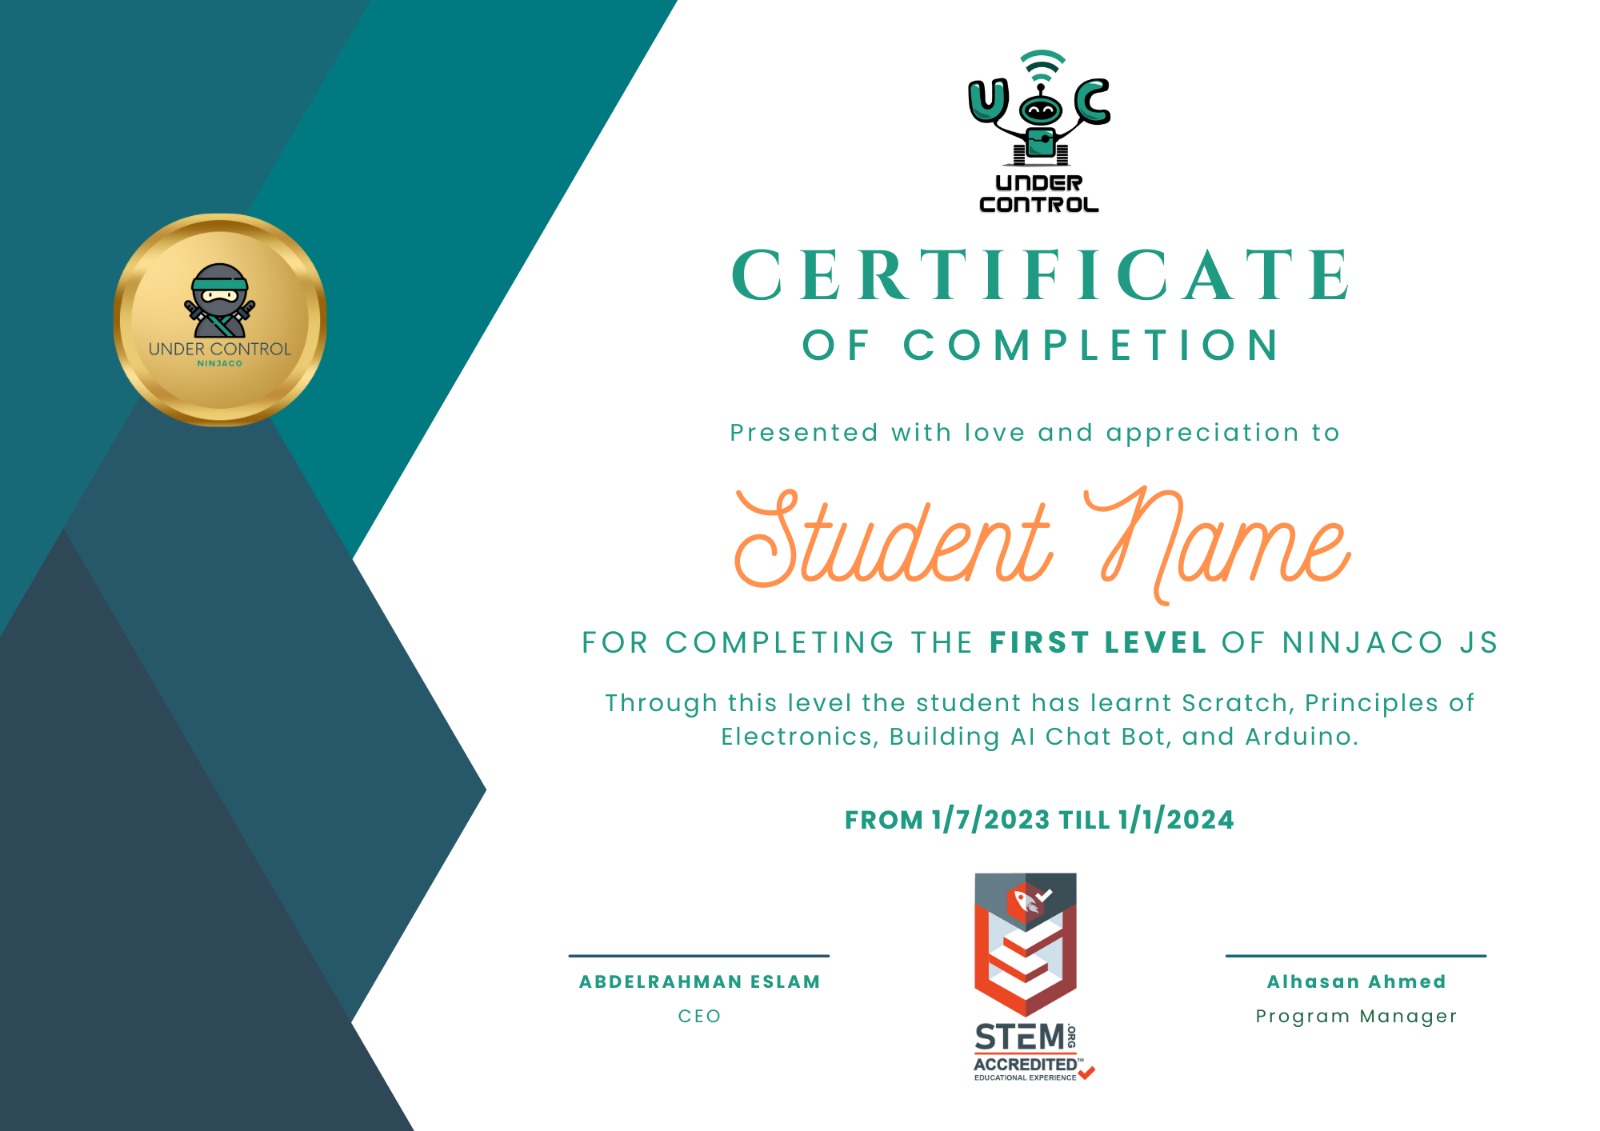 U C
UNDER
CONTROL
CERTIFICATE
OF COMPLETION
UNDER CONTROL
NINJACO
Presented with love and appreciation to
Student Name
FOR COMPLETING THE FIRST LEVEL OF NINJACO JS
Through this level the student has learnt Scratch, Principles of
Electronics, Building AI Chat Bot, and Arduino.
FROM 1/7/2023 TILL 1/1/2024
ABDELRAHMAN ESLAM
CEO
STEM.ORG
ACCREDITED™
EDUCATIONAL EXPERIENCE
Alhasan Ahmed
Program Manager